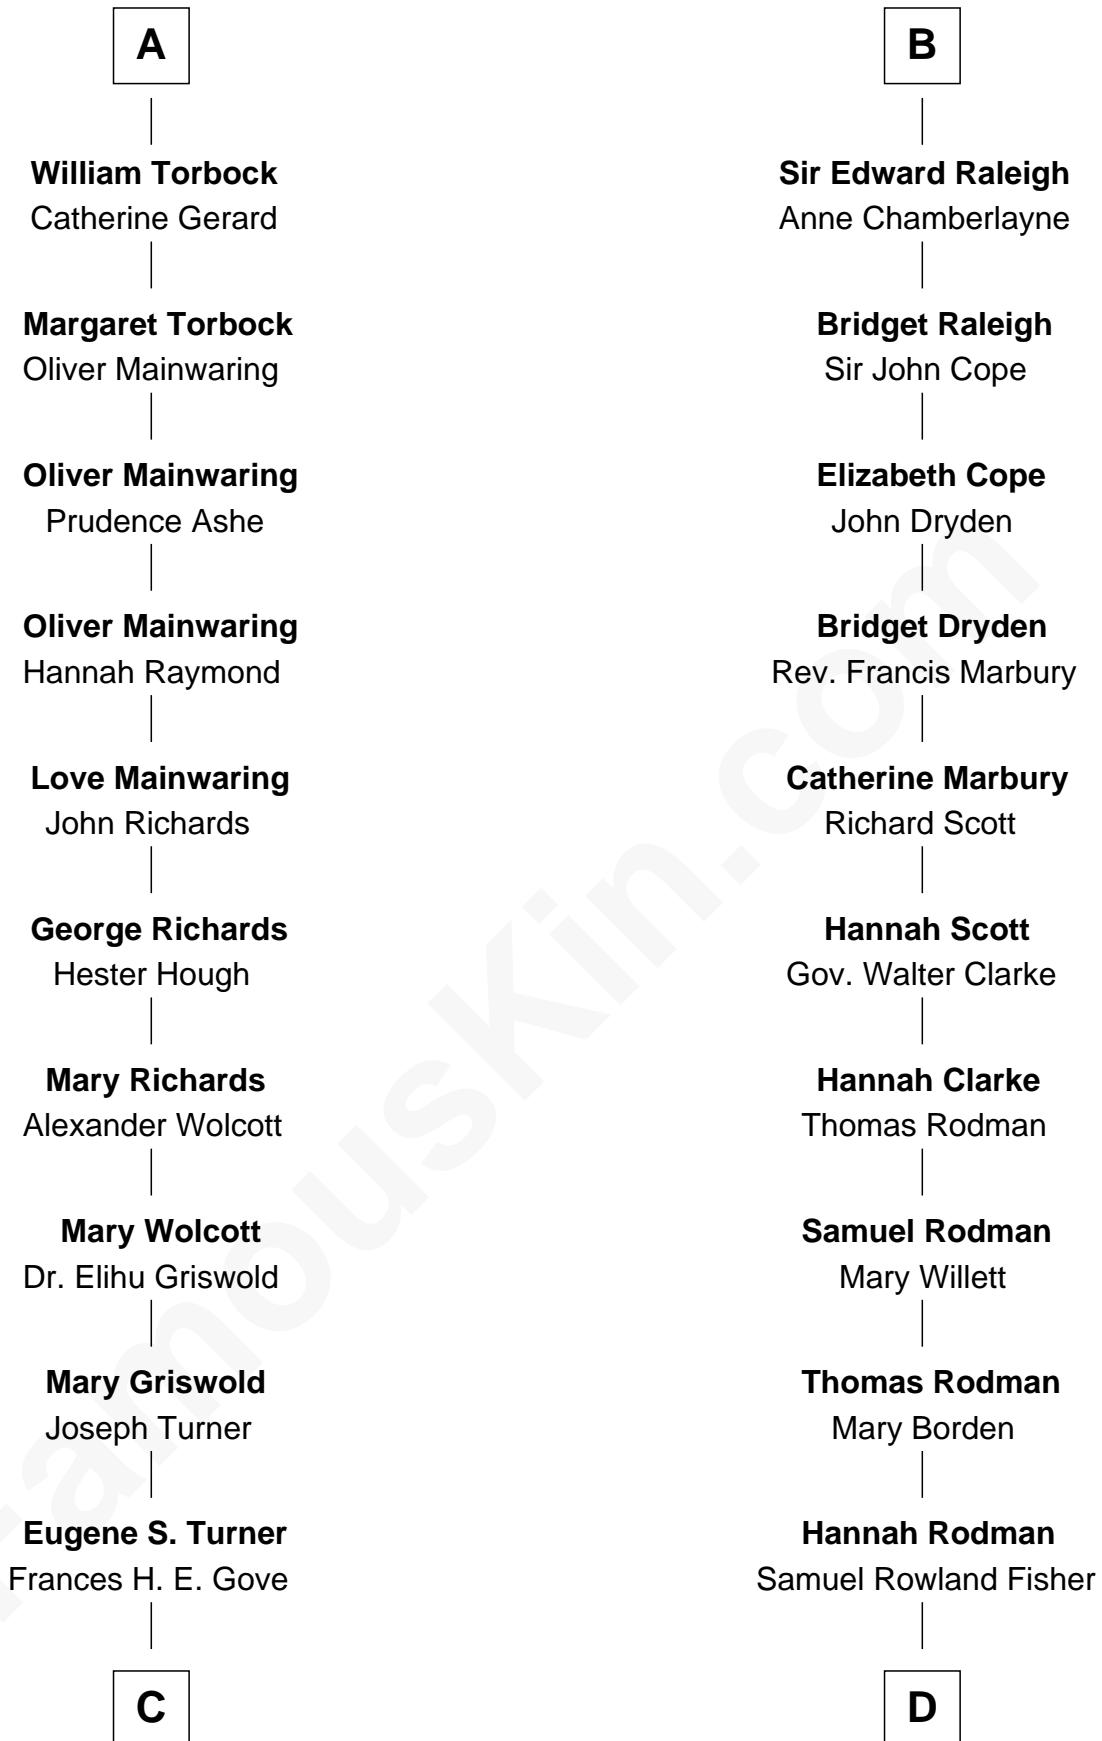 A
William Torbock
Catherine Gerard
Margaret Torbock
Oliver Mainwaring
Oliver Mainwaring
Prudence Ashe
Oliver Mainwaring
Hannah Raymond
Love Mainwaring
John Richards
George Richards
Hester Hough
Mary Richards
Alexander Wolcott
Mary Wolcott
Dr. Elihu Griswold
Mary Griswold
Joseph Turner
Eugene S. Turner
Frances H. E. Gove
C
B
Sir Edward Raleigh
Anne Chamberlayne
Bridget Raleigh
Sir John Cope
Elizabeth Cope
John Dryden
Bridget Dryden
Rev. Francis Marbury
Catherine Marbury
Richard Scott
Hannah Scott
Gov. Walter Clarke
Hannah Clarke
Thomas Rodman
Samuel Rodman
Mary Willett
Thomas Rodman
Mary Borden
Hannah Rodman
Samuel Rowland Fisher
D
FamousKin.com